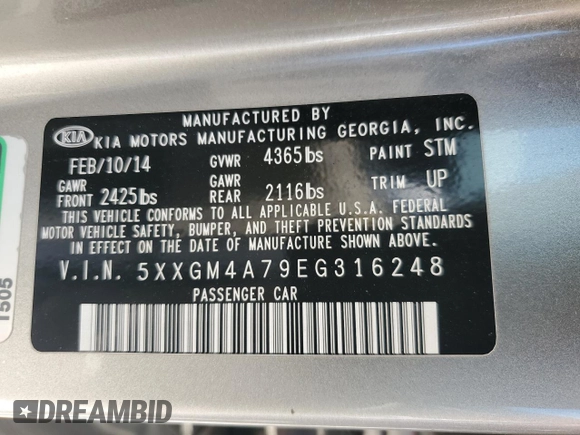 MANUFACTURED BY
KIA KIA MOTORS MANUFACTURING GEORGIA, INC.
FEB/10/14 GVWR 4365lbs PAINT STM
GAWR FRONT 2425lbs GAWR REAR 2116lbs TRIM UP
THIS VEHICLE CONFORMS TO ALL APPLICABLE U.S.A. FEDERAL
MOTOR VEHICLE SAFETY, BUMPER, AND THEFT PREVENTION STANDARDS
IN EFFECT ON THE DATE OF MANUFACTURE SHOWN ABOVE.
V.I.N. 5XXGM4A79EG316248
PASSENGER CAR
1505
DREAMBID